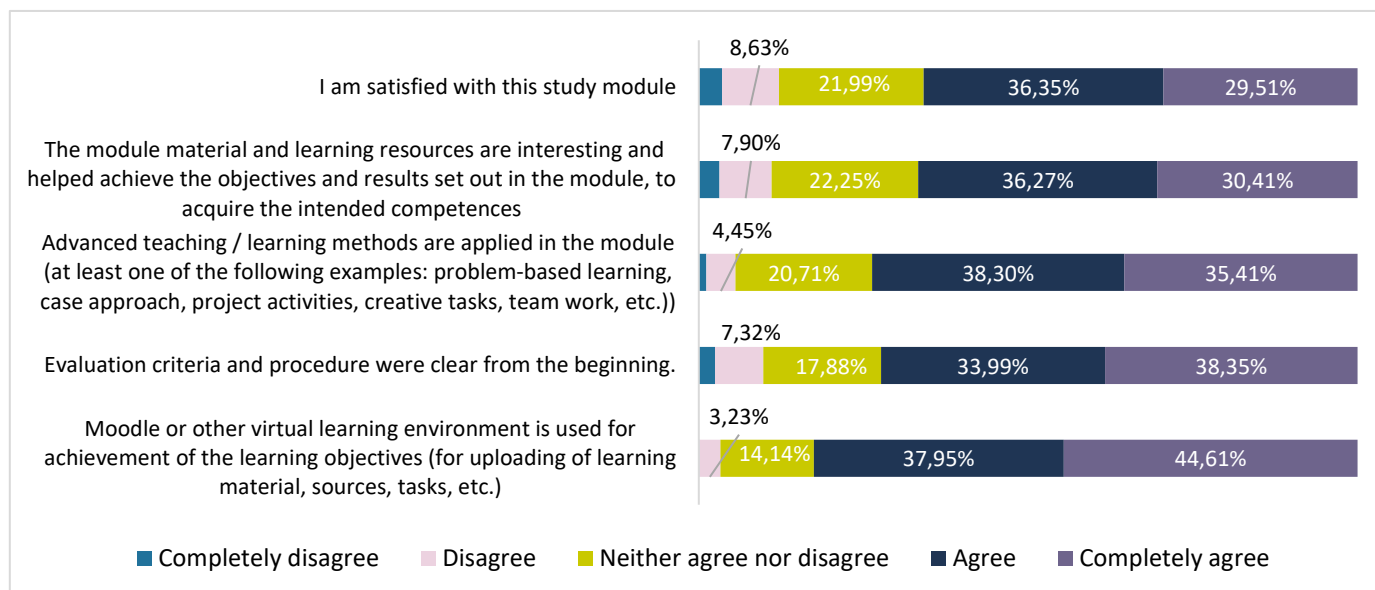 8,63%
I am satisfied with this study module
21,99%
36,35%
29,51%
7,90%
The module material and learning resources are interesting and
helped achieve the objectives and results set out in the module, to
acquire the intended competences
22,25%
36,27%
30,41%
4,45%
Advanced teaching / learning methods are applied in the module
(at least one of the following examples: problem-based learning,
case approach, project activities, creative tasks, team work, etc.))
20,71%
38,30%
35,41%
7,32%
Evaluation criteria and procedure were clear from the beginning.
17,88%
33,99%
38,35%
3,23%
Moodle or other virtual learning environment is used for
achievement of the learning objectives (for uploading of learning
material, sources, tasks, etc.)
14,14%
37,95%
44,61%
Completely disagree
Disagree
Neither agree nor disagree
Agree
Completely agree